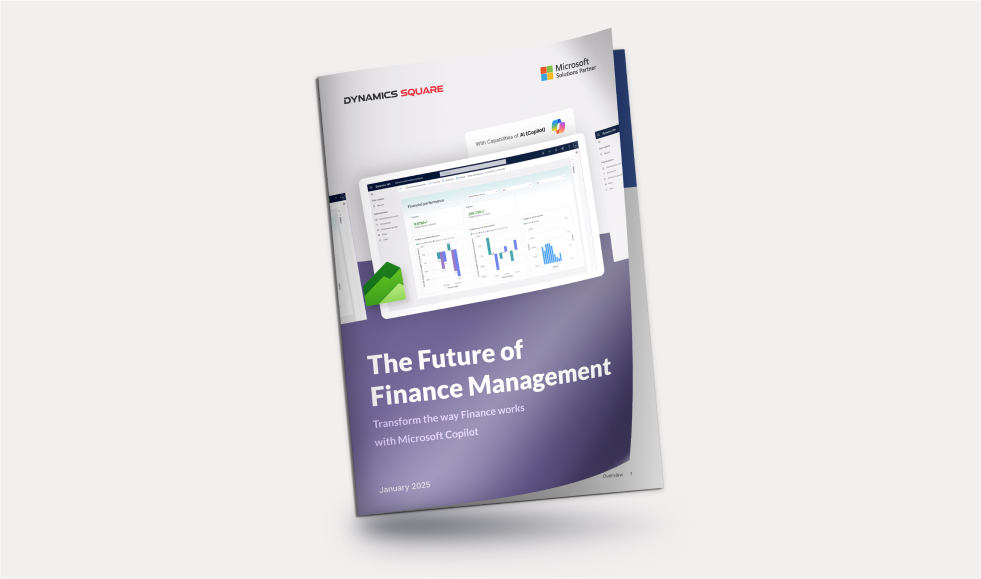 DYNAMICS SQUARE
Microsoft
Solutions Partner
With Capabilities of AI (Copilot)
Financial performance
The Future of
Finance Management
Transform the way Finance works
with Microsoft Copilot
January 2025
Overview